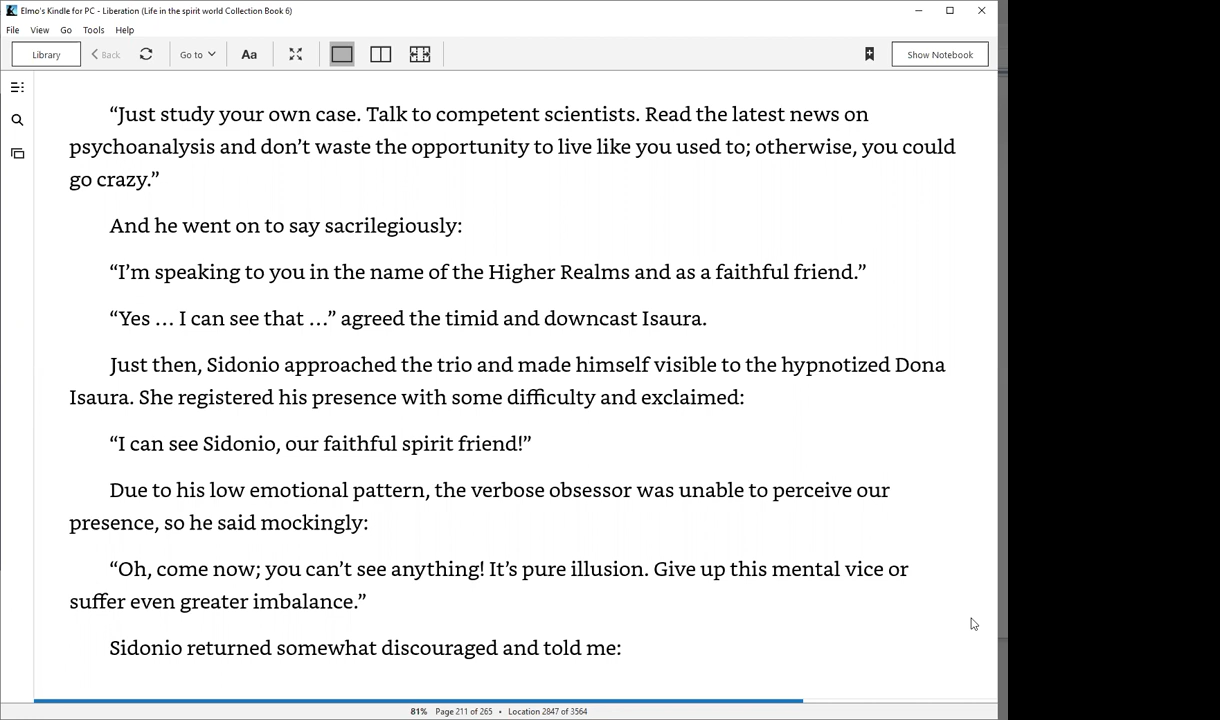 Elmo's Kindle for PC - Liberation (Life in the spirit world Collection Book 6)
File View Go Tools Help
Library Back Go to Aa Show Notebook
“Just study your own case. Talk to competent scientists. Read the latest news on
psychoanalysis and don’t waste the opportunity to live like you used to; otherwise, you could
go crazy.”
And he went on to say sacrilegiously:
“I’m speaking to you in the name of the Higher Realms and as a faithful friend.”
“Yes … I can see that …” agreed the timid and downcast Isaura.
Just then, Sidonio approached the trio and made himself visible to the hypnotized Dona
Isaura. She registered his presence with some difficulty and exclaimed:
“I can see Sidonio, our faithful spirit friend!”
Due to his low emotional pattern, the verbose obsessor was unable to perceive our
presence, so he said mockingly:
“Oh, come now; you can’t see anything! It’s pure illusion. Give up this mental vice or
suffer even greater imbalance.”
Sidonio returned somewhat discouraged and told me:
81% Page 211 of 265 • Location 2847 of 3564